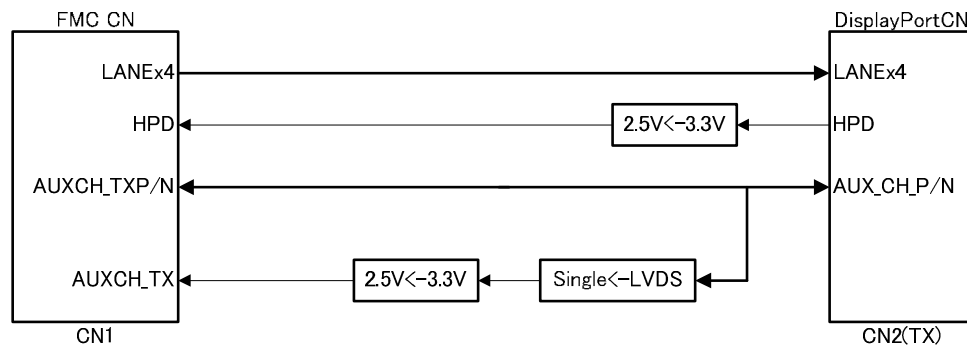 FMC CN
DisplayPortCN
LANEx4
LANEx4
HPD
2.5V<-3.3V
HPD
AUXCH_TXP/N
AUX_CH_P/N
AUXCH_TX
2.5V<-3.3V
Single<-LVDS
CN1
CN2(TX)